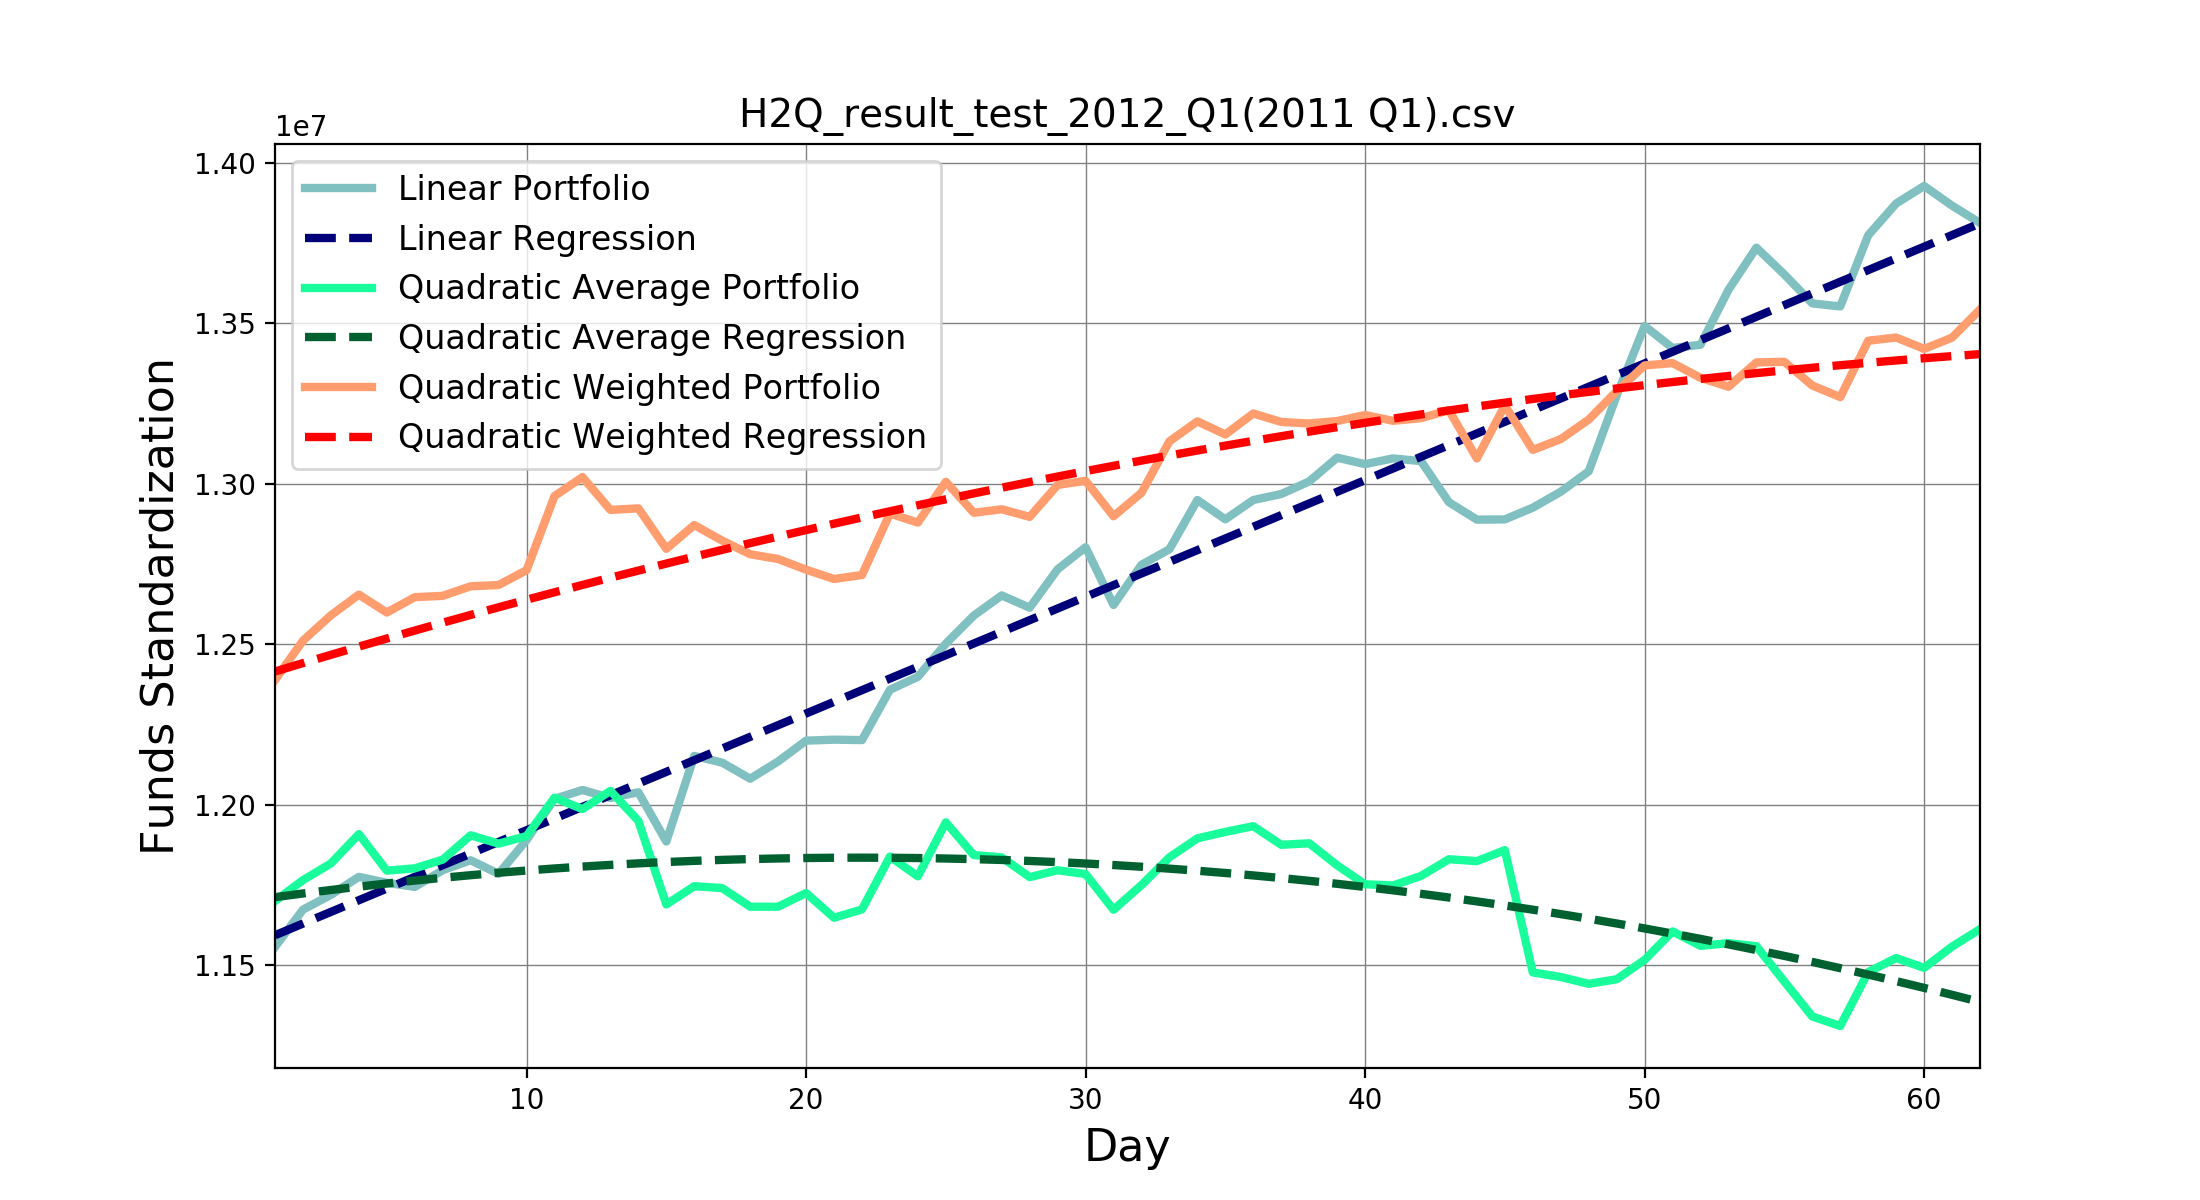 H2Q_result_test_2012_Q1(2011 Q1).csv
1e7
1.40
1.35
1.30
1.25
1.20
1.15
Funds Standardization
Linear Portfolio
Linear Regression
Quadratic Average Portfolio
Quadratic Average Regression
Quadratic Weighted Portfolio
Quadratic Weighted Regression
10 20 30 40 50 60
Day